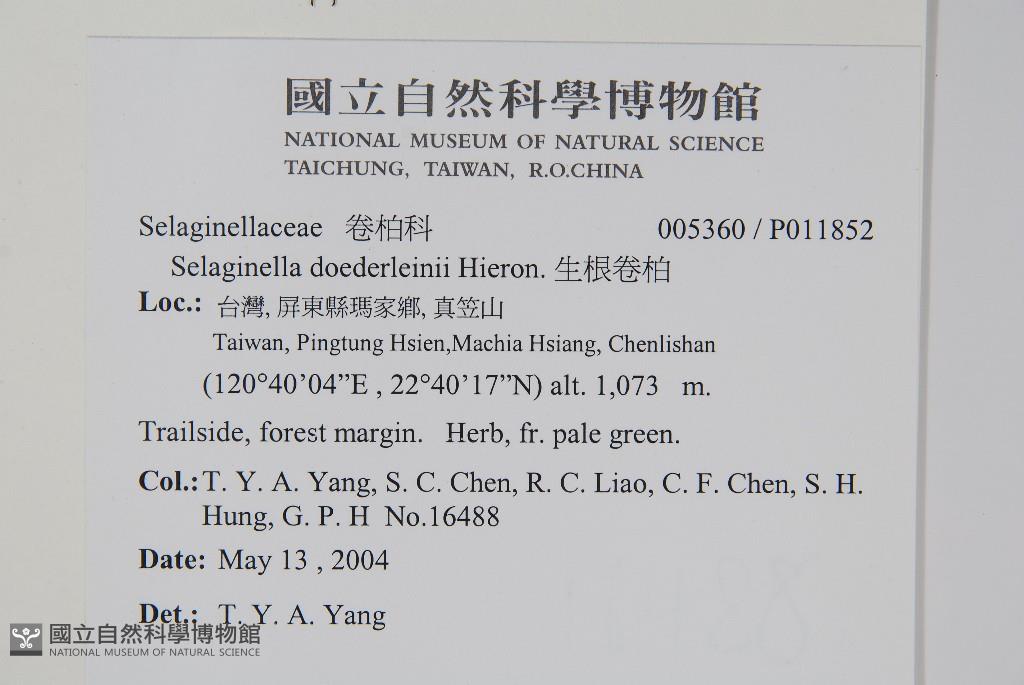 國立自然科學博物館
NATIONAL MUSEUM OF NATURAL SCIENCE
TAICHUNG, TAIWAN, R.O.CHINA
Selaginellaceae 卷柏科 005360 / P011852
Selaginella doederleinii Hieron. 生根卷柏
Loc.: 台灣, 屏東縣瑪家鄉, 真笠山
Taiwan, Pingtung Hsien,Machia Hsiang, Chenlishan
(120°40’04”E , 22°40’17”N) alt. 1,073 m.
Trailside, forest margin. Herb, fr. pale green.
Col.: T. Y. A. Yang, S. C. Chen, R. C. Liao, C. F. Chen, S. H.
Hung, G. P. H No.16488
Date: May 13 , 2004
Det.: T. Y. A. Yang
國立自然科學博物館
NATIONAL MUSEUM OF NATURAL SCIENCE